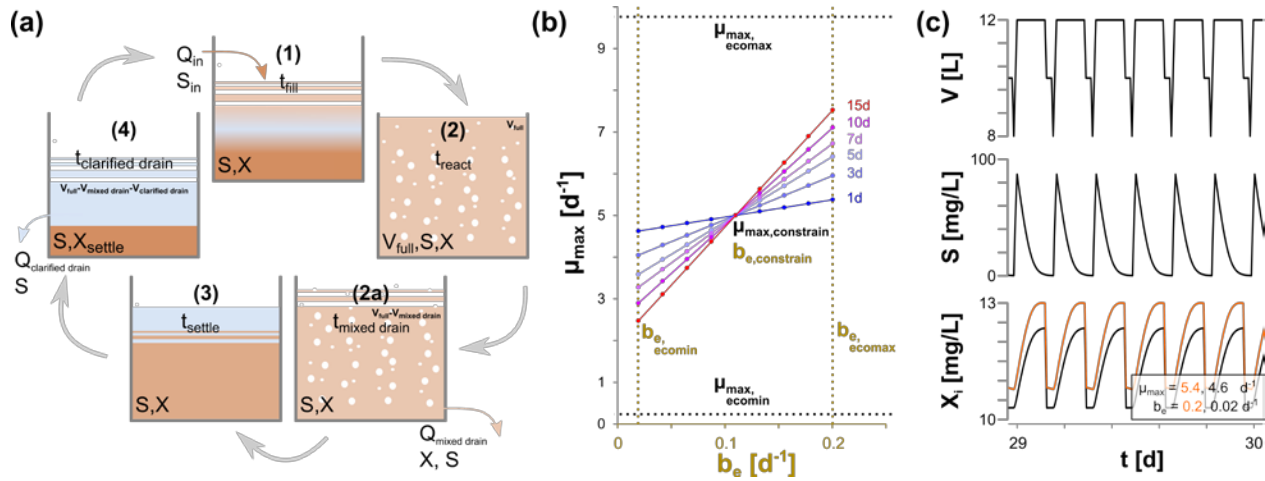 (a)
Q_in
S_in
(1)
t_fill
S,X
(2)
V_full
t_react
V_full,S,X
(2a)
V_full-V_mixed drain
t_mixed drain
S,X
Q_mixed drain
X, S
(3)
t_settle
S,X
(4)
t_clarified drain
V_full-V_mixed drain-V_clarified drain
S,X_settle
Q_clarified drain
S
(b)
μ_max [d⁻¹]
9
7
5
3
1
0
μ_max, ecomax
15d
10d
7d
5d
3d
1d
μ_max,constrain
b_e,constrain
b_e, ecomin
b_e, ecomax
μ_max, ecomin
0
0.1
0.2
b_e [d⁻¹]
(c)
V [L]
12
8
S [mg/L]
100
0
X_i [mg/L]
13
10
μ_max = 5.4, 4.6 d⁻¹
b_e = 0.2, 0.02 d⁻¹
29
30
t [d]